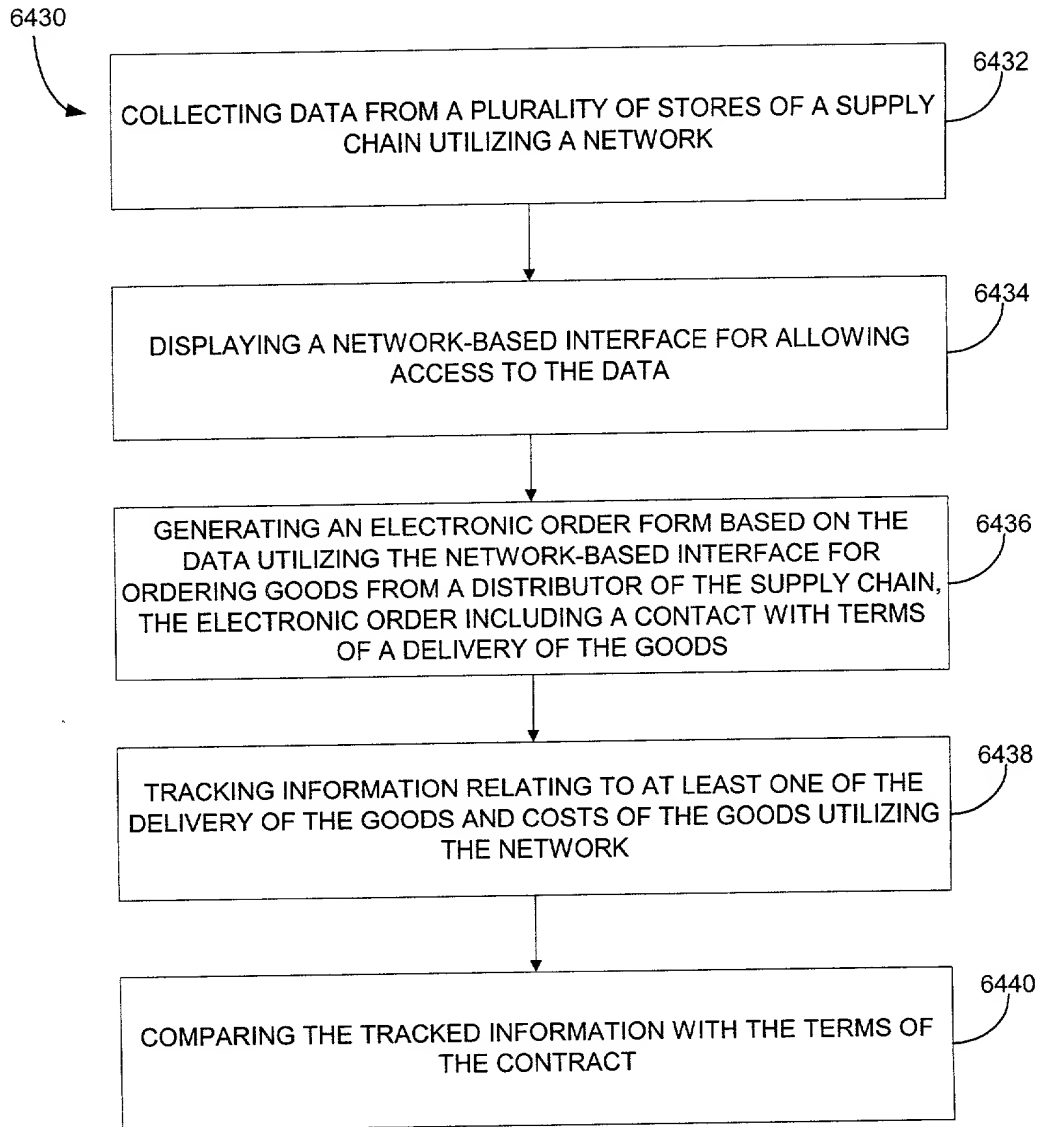 6430
6432
COLLECTING DATA FROM A PLURALITY OF STORES OF A SUPPLY
CHAIN UTILIZING A NETWORK
6434
DISPLAYING A NETWORK-BASED INTERFACE FOR ALLOWING
ACCESS TO THE DATA
6436
GENERATING AN ELECTRONIC ORDER FORM BASED ON THE
DATA UTILIZING THE NETWORK-BASED INTERFACE FOR
ORDERING GOODS FROM A DISTRIBUTOR OF THE SUPPLY CHAIN,
THE ELECTRONIC ORDER INCLUDING A CONTACT WITH TERMS
OF A DELIVERY OF THE GOODS
6438
TRACKING INFORMATION RELATING TO AT LEAST ONE OF THE
DELIVERY OF THE GOODS AND COSTS OF THE GOODS UTILIZING
THE NETWORK
6440
COMPARING THE TRACKED INFORMATION WITH THE TERMS OF
THE CONTRACT